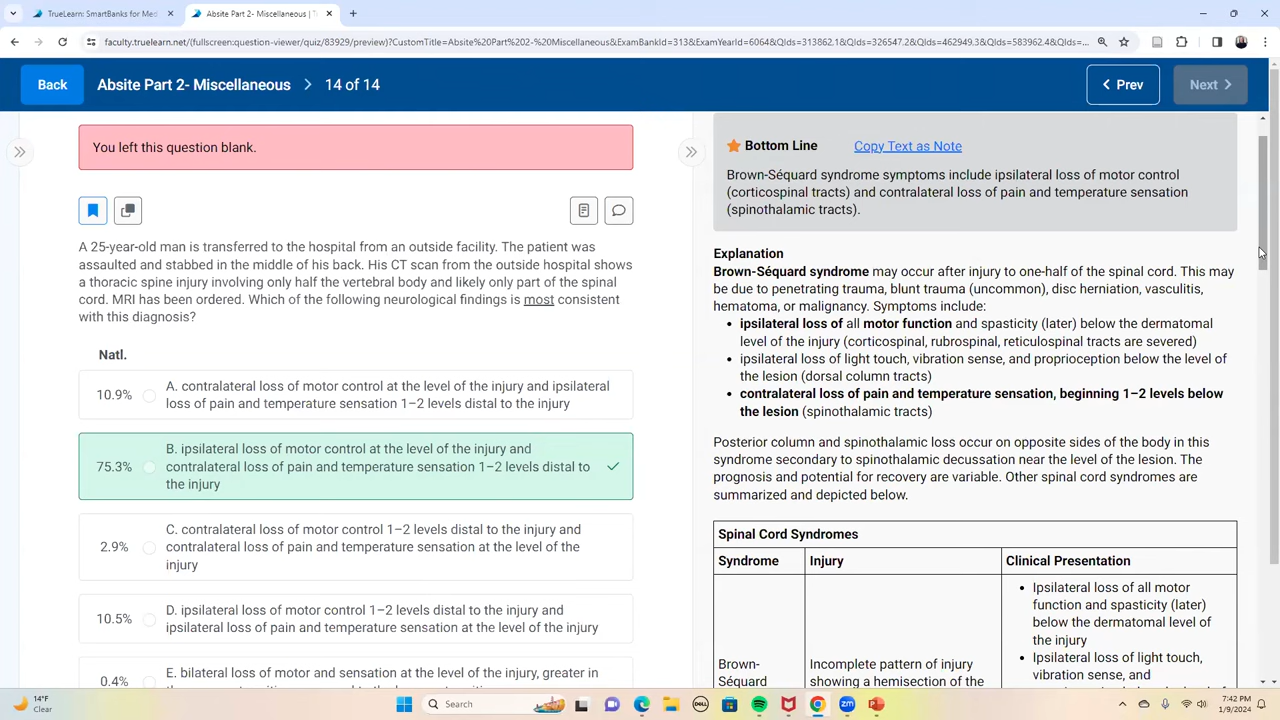 TrueLearn: SmartBanks for Med
Absite Part 2- Miscellaneous | T
faculty.truelearn.net/(fullscreen:question-viewer/quiz/83929/preview)?CustomTitle=Absite%20Part%202-%20Miscellaneous&ExamBankId=313&ExamYearId=6064&QIds=313862.1&QIds=326547.2&QIds=462949.3&QIds=583962.4&QIds=...
Back
Absite Part 2- Miscellaneous > 14 of 14
Prev
Next
You left this question blank.
A 25-year-old man is transferred to the hospital from an outside facility. The patient was
assaulted and stabbed in the middle of his back. His CT scan from the outside hospital shows
a thoracic spine injury involving only half the vertebral body and likely only part of the spinal
cord. MRI has been ordered. Which of the following neurological findings is most consistent
with this diagnosis?
Natl.
10.9%
A. contralateral loss of motor control at the level of the injury and ipsilateral
loss of pain and temperature sensation 1–2 levels distal to the injury
75.3%
B. ipsilateral loss of motor control at the level of the injury and
contralateral loss of pain and temperature sensation 1–2 levels distal to
the injury
2.9%
C. contralateral loss of motor control 1–2 levels distal to the injury and
contralateral loss of pain and temperature sensation at the level of the
injury
10.5%
D. ipsilateral loss of motor control 1–2 levels distal to the injury and
ipsilateral loss of pain and temperature sensation at the level of the injury
0.4%
E. bilateral loss of motor and sensation at the level of the injury, greater in
Bottom Line
Copy Text as Note
Brown-Séquard syndrome symptoms include ipsilateral loss of motor control
(corticospinal tracts) and contralateral loss of pain and temperature sensation
(spinothalamic tracts).
Explanation
Brown-Séquard syndrome may occur after injury to one-half of the spinal cord. This may
be due to penetrating trauma, blunt trauma (uncommon), disc herniation, vasculitis,
hematoma, or malignancy. Symptoms include:
• ipsilateral loss of all motor function and spasticity (later) below the dermatomal
level of the injury (corticospinal, rubrospinal, reticulospinal tracts are severed)
• ipsilateral loss of light touch, vibration sense, and proprioception below the level of
the lesion (dorsal column tracts)
• contralateral loss of pain and temperature sensation, beginning 1–2 levels below
the lesion (spinothalamic tracts)
Posterior column and spinothalamic loss occur on opposite sides of the body in this
syndrome secondary to spinothalamic decussation near the level of the lesion. The
prognosis and potential for recovery are variable. Other spinal cord syndromes are
summarized and depicted below.
Spinal Cord Syndromes
Syndrome
Injury
Clinical Presentation
Brown-
Séquard
Incomplete pattern of injury
showing a hemisection of the
• Ipsilateral loss of all motor
function and spasticity (later)
below the dermatomal level of
the injury
• Ipsilateral loss of light touch,
vibration sense, and
14°F
Clear
Search
DELL
zm
7:42 PM
1/9/2024